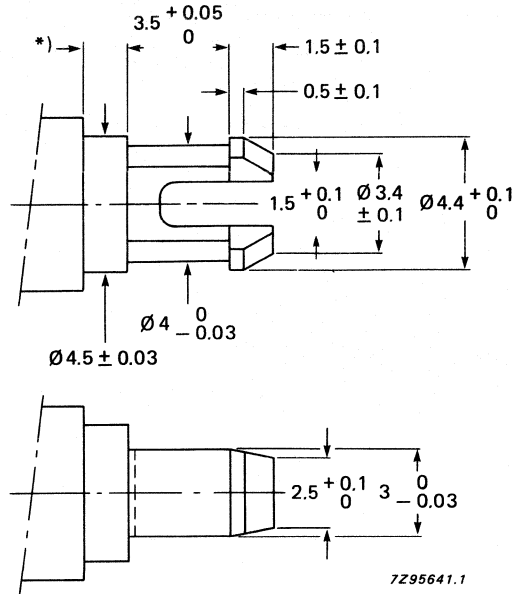 3.5 + 0.05
0
*)
1.5 ± 0.1
0.5 ± 0.1
1.5 + 0.1
0
Ø 3.4
± 0.1
Ø 4.4 + 0.1
0
Ø 4 0
− 0.03
Ø 4.5 ± 0.03
2.5 + 0.1
0
3 0
− 0.03
7Z95641.1